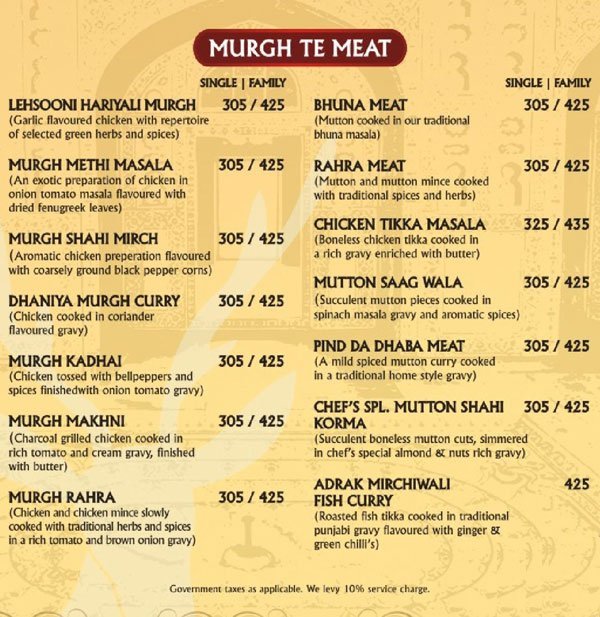 MURGH TE MEAT
SINGLE | FAMILY
LEHSOONI HARIYALI MURGH 305 / 425
(Garlic flavoured chicken with repertoire
of selected green herbs and spices)
MURGH METHI MASALA 305 / 425
(An exotic preparation of chicken in
onion tomato masala flavoured with
dried fenugreek leaves)
MURGH SHAHI MIRCH 305 / 425
(Aromatic chicken preperation flavoured
with coarsely ground black pepper corns)
DHANIYA MURGH CURRY 305 / 425
(Chicken cooked in coriander
flavoured gravy)
MURGH KADHAI 305 / 425
(Chicken tossed with bellpeppers and
spices finishedwith onion tomato gravy)
MURGH MAKHNI 305 / 425
(Charcoal grilled chicken cooked in
rich tomato and cream gravy, finished
with butter)
MURGH RAHRA 305 / 425
(Chicken and chicken mince slowly
cooked with traditional herbs and spices
in a rich tomato and brown onion gravy)
SINGLE | FAMILY
BHUNA MEAT 305 / 425
(Mutton cooked in our traditional
bhuna masala)
RAHRA MEAT 305 / 425
(Mutton and mutton mince cooked
with traditional spices and herbs)
CHICKEN TIKKA MASALA 325 / 435
(Boneless chicken tikka cooked in
a rich gravy enriched with butter)
MUTTON SAAG WALA 305 / 425
(Succulent mutton pieces cooked in
spinach masala gravy and aromatic spices)
PIND DA DHABA MEAT 305 / 425
(A mild spiced mutton curry cooked
in a traditional home style gravy)
CHEF'S SPL. MUTTON SHAHI 305 / 425
KORMA
(Succulent boneless mutton cuts, simmered
in chef's special almond & nuts rich gravy)
ADRAK MIRCHIWALI 425
FISH CURRY
(Roasted fish tikka cooked in traditional
punjabi gravy flavoured with ginger &
green chilli's)
Government taxes as applicable. We levy 10% service charge.